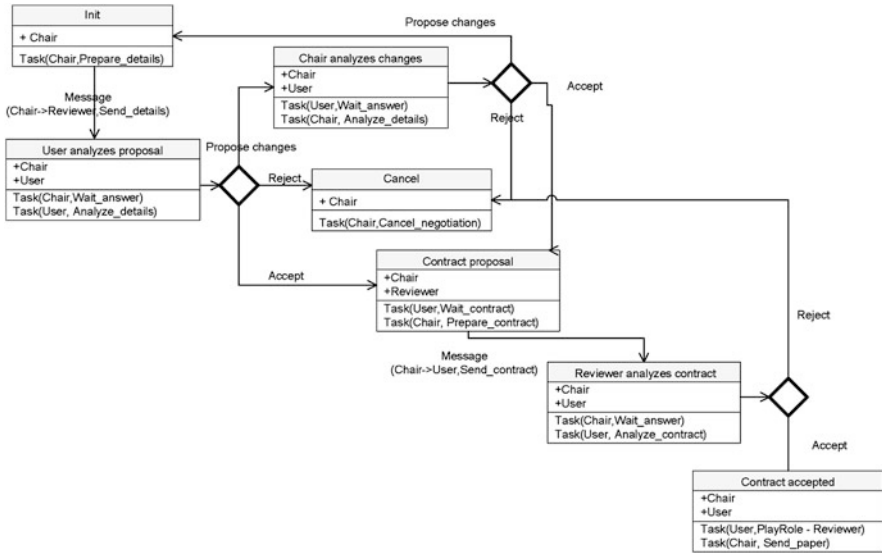 Init
+ Chair
Task(Chair,Prepare_details)
Propose changes
Chair analyzes changes
+Chair
+User
Task(User,Wait_answer)
Task(Chair, Analyze_details)
Accept
Reject
Message
(Chair->Reviewer,Send_details)
User analyzes proposal
+Chair
+User
Task(Chair,Wait_answer)
Task(User, Analyze_details)
Propose changes
Reject
Cancel
+ Chair
Task(Chair,Cancel_negotiation)
Accept
Contract proposal
+Chair
+Reviewer
Task(User,Wait_contract)
Task(Chair, Prepare_contract)
Message
(Chair->User,Send_contract)
Reviewer analyzes contract
+Chair
+User
Task(Chair,Wait_answer)
Task(User, Analyze_contract)
Reject
Accept
Contract accepted
+Chair
+User
Task(User,PlayRole - Reviewer)
Task(Chair, Send_paper)